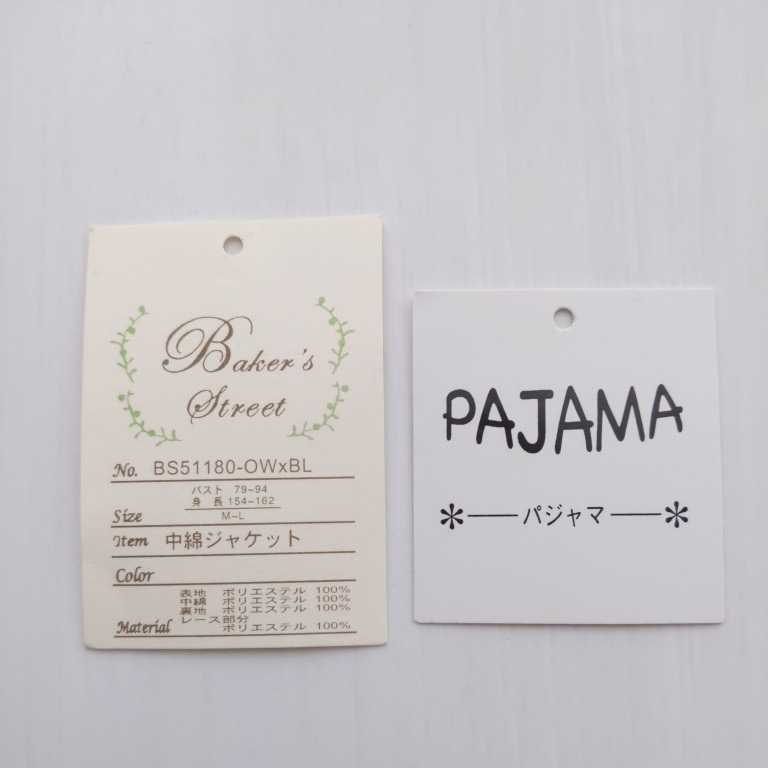 Baker's
Street
No. BS51180-OWxBL
バスト 79~94
身 長 154~162
Size M~L
Item 中綿ジャケット
Color
表地 ポリエステル 100%
中綿 ポリエステル 100%
裏地 ポリエステル 100%
レース部分
Material ポリエステル 100%
PAJAMA
パジャマ